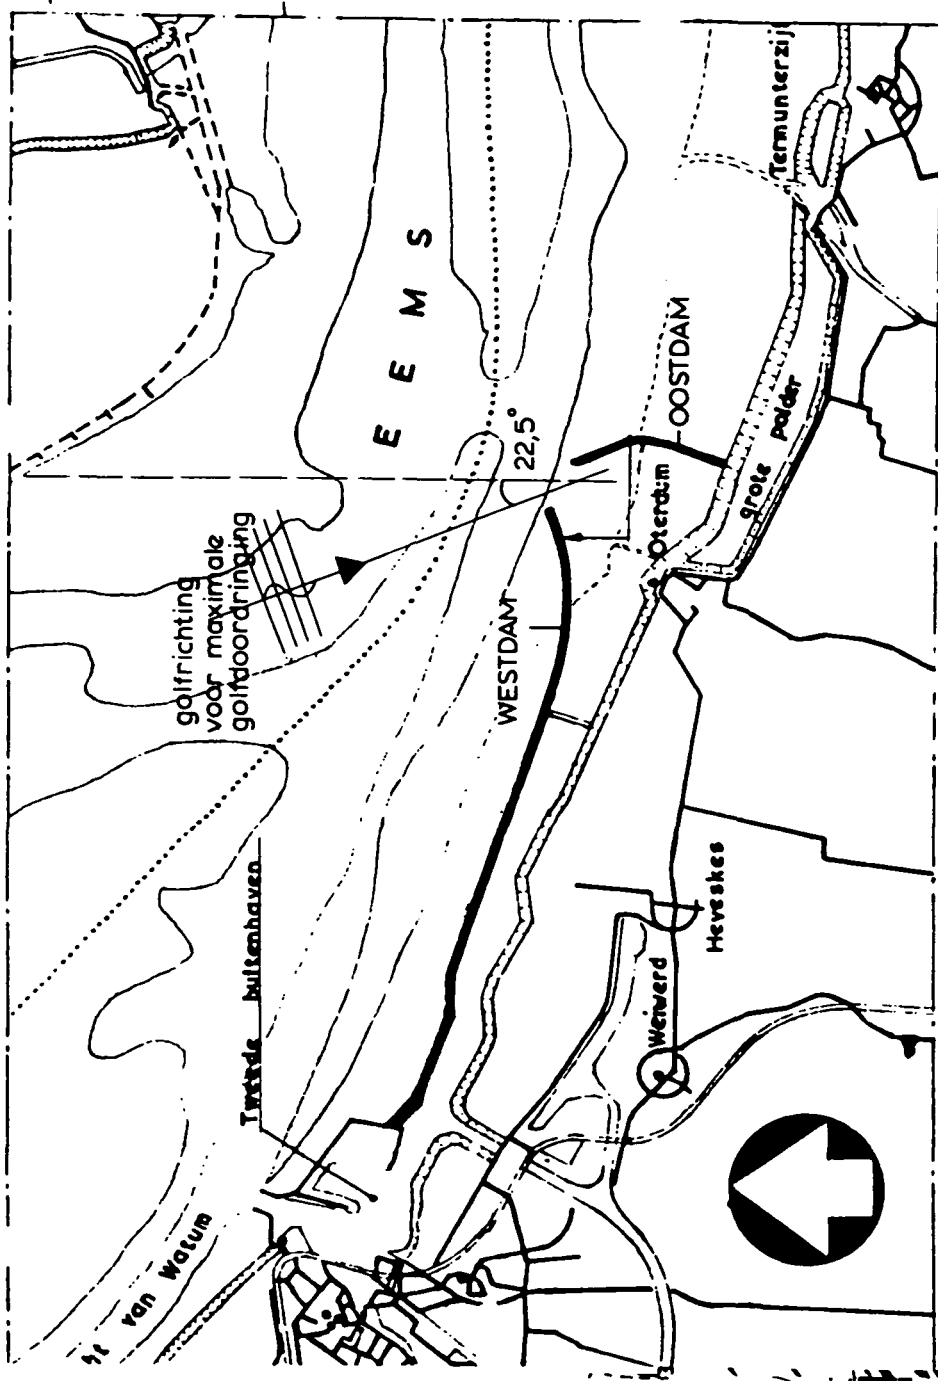 Termunterzijl
EEMS
OOSTDAM
22,5°
grote polder
Oterdum
golfrichting
voor maximale
golfdoordringing
WESTDAM
Tweede buitenhaven
Heveskes
Weiwerd
van Watum